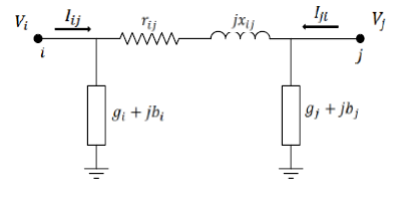 V_i
I_ij
r_ij
jx_ij
I_ji
V_j
i
j
g_i + jb_i
g_j + jb_j